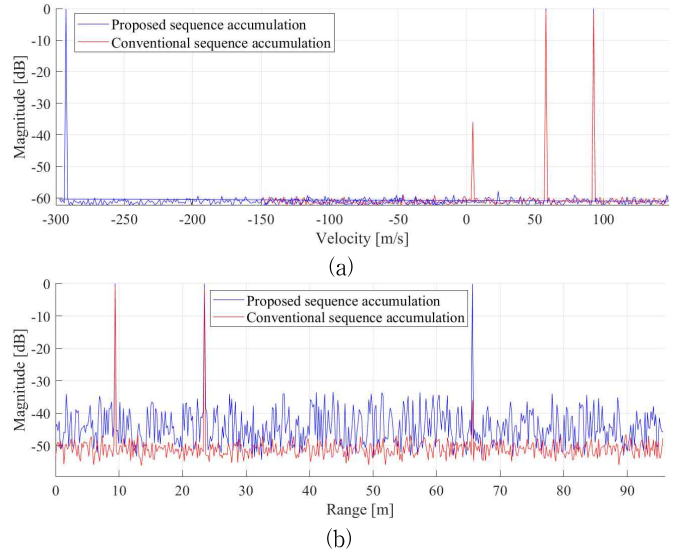 0
-10
-20
-30
-40
-50
-60
Magnitude [dB]
Proposed sequence accumulation
Conventional sequence accumulation
-300 -250 -200 -150 -100 -50 0 50 100
Velocity [m/s]
(a)
0
-10
-20
-30
-40
-50
Magnitude [dB]
Proposed sequence accumulation
Conventional sequence accumulation
0 10 20 30 40 50 60 70 80 90
Range [m]
(b)